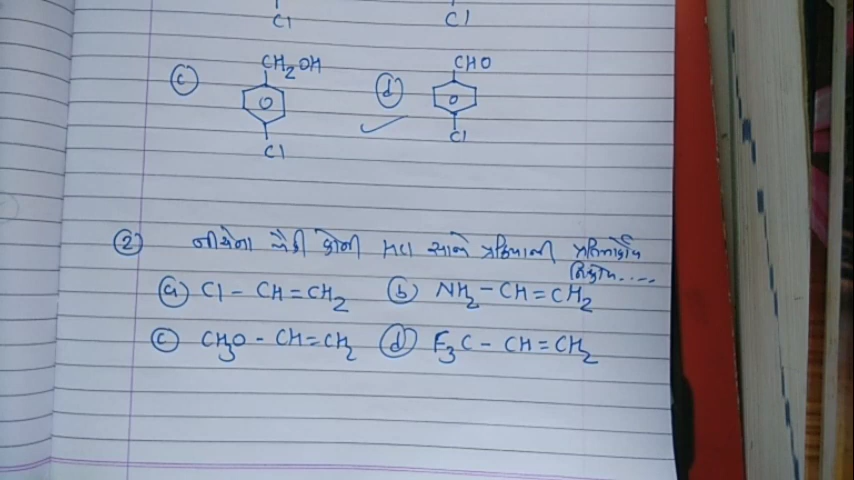 Cl Cl
(c) CH₂OH (d) CHO
Cl Cl
(2) નીચેના પૈકી કોની HCl સાથે પ્રક્રિયાની
(a) Cl – CH = CH₂ (b) NH₂ – CH = CH₂
(c) CH₃O – CH = CH₂ (d) F₃C – CH = CH₂